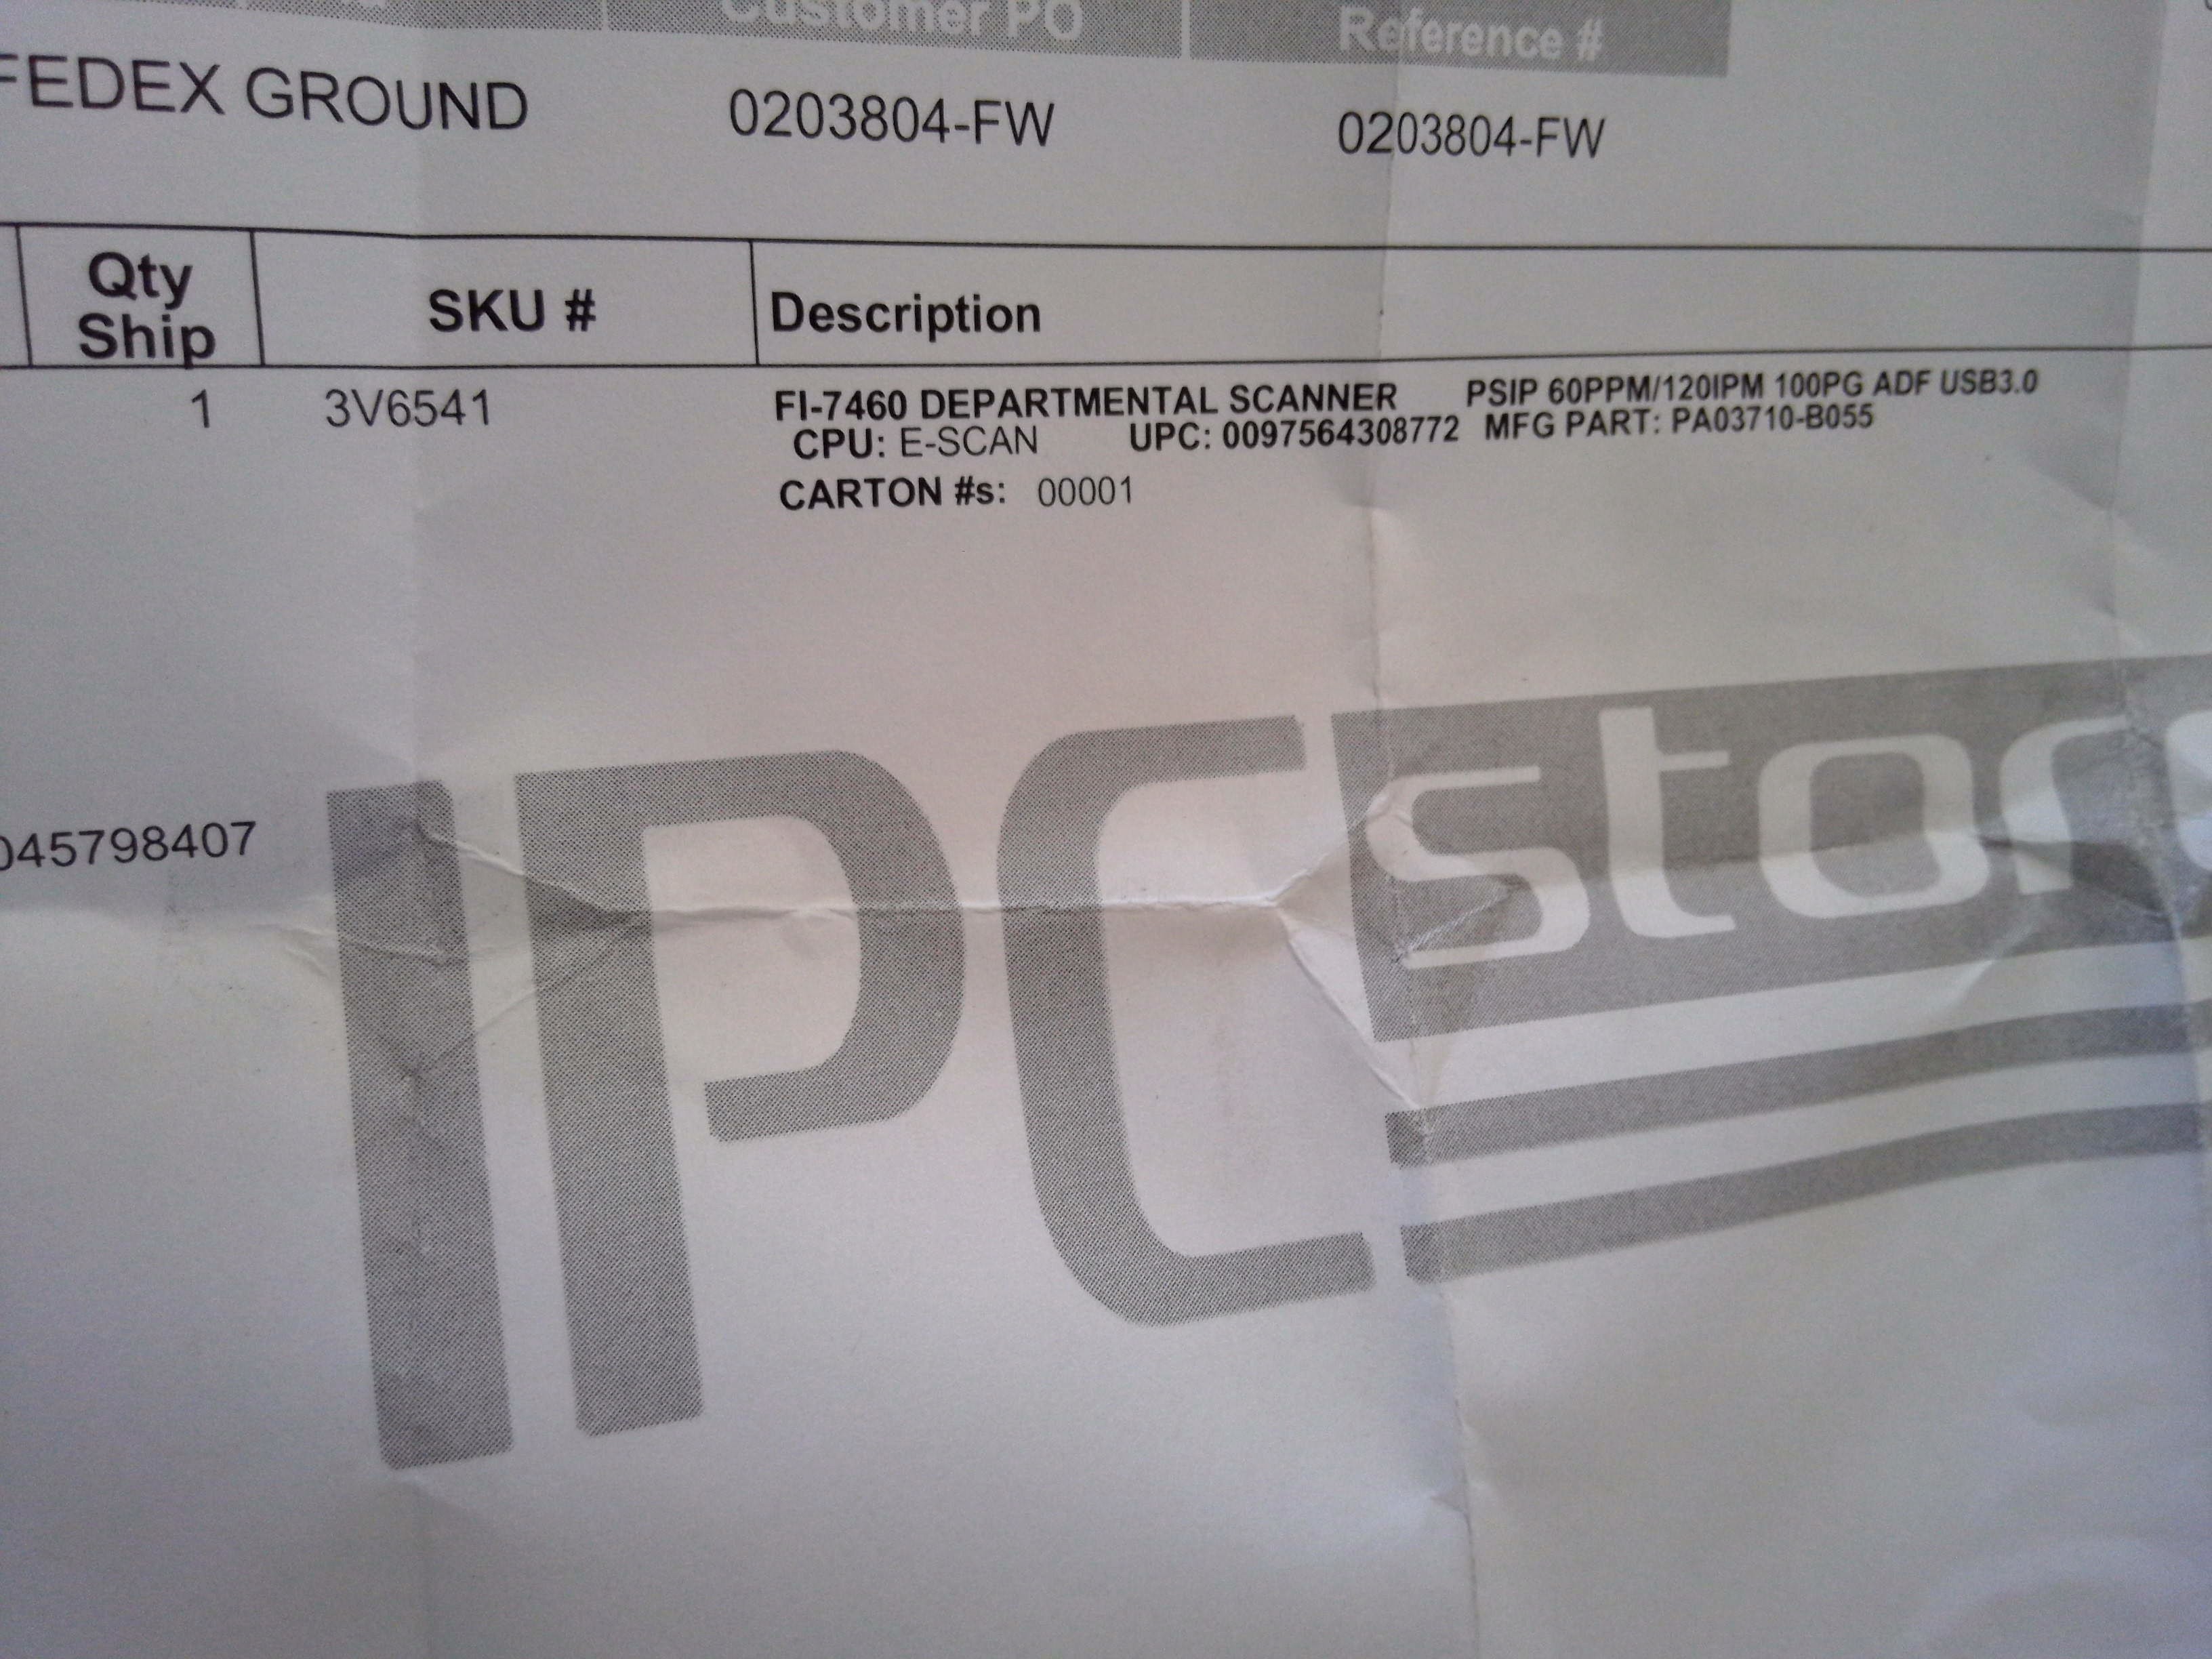 Customer PO Reference #
FEDEX GROUND 0203804-FW 0203804-FW
Qty Ship SKU # Description
1 3V6541 FI-7460 DEPARTMENTAL SCANNER PSIP 60PPM/120IPM 100PG ADF USB3.0
CPU: E-SCAN UPC: 0097564308772 MFG PART: PA03710-B055
CARTON #s: 00001
045798407
IPC stor